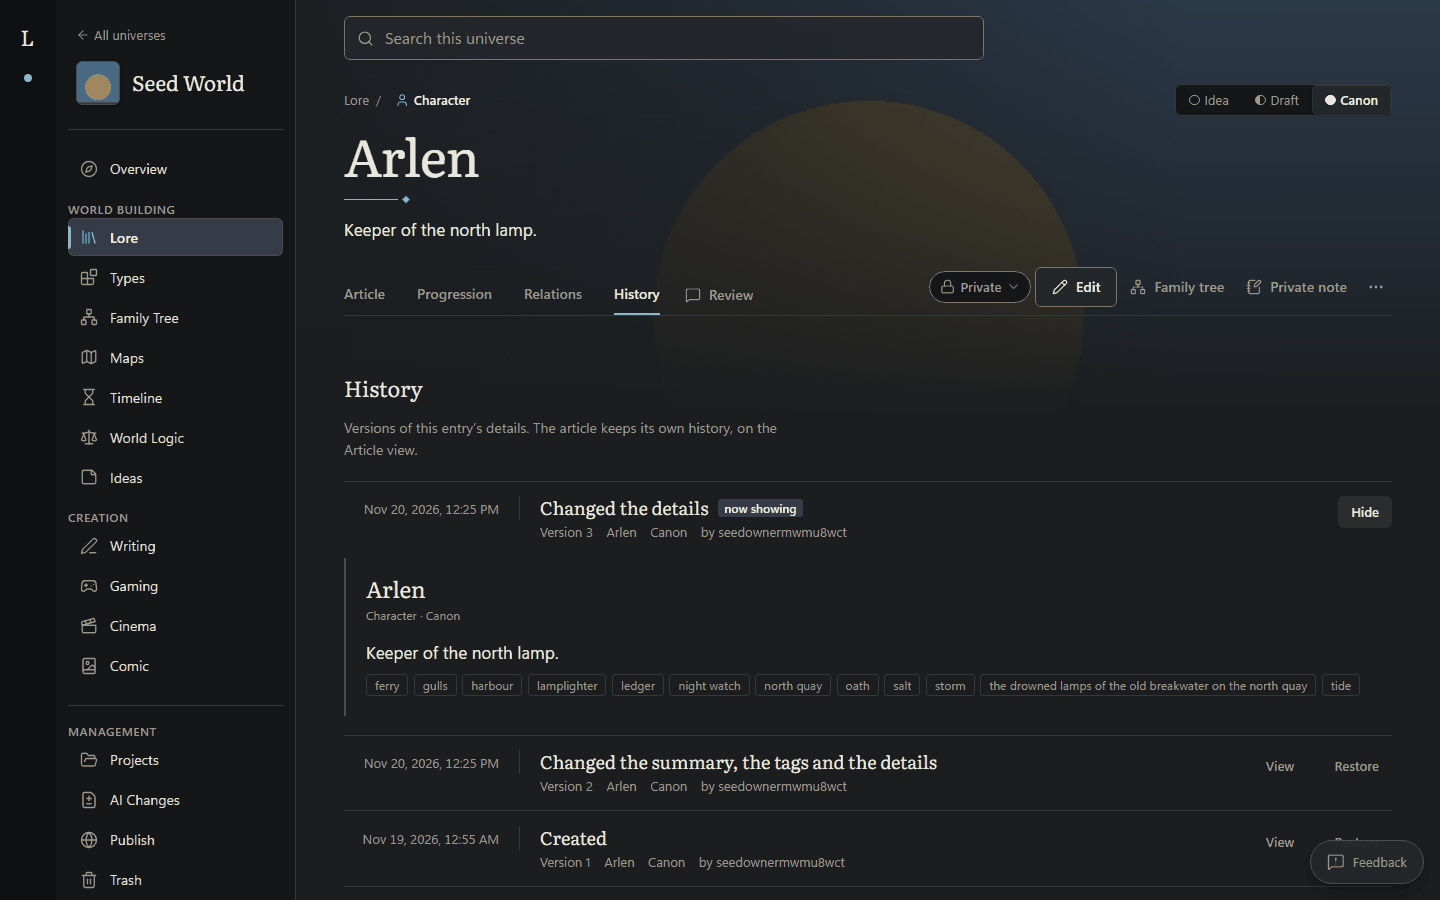 L
All universes
Seed World
Overview
WORLD BUILDING
Lore
Types
Family Tree
Maps
Timeline
World Logic
Ideas
CREATION
Writing
Gaming
Cinema
Comic
MANAGEMENT
Projects
AI Changes
Publish
Trash
Search this universe
Lore / Character
Idea Draft Canon
Arlen
Keeper of the north lamp.
Article Progression Relations History Review
Private Edit Family tree Private note ···
History
Versions of this entry’s details. The article keeps its own history, on the
Article view.
Nov 20, 2026, 12:25 PM Changed the details now showing Hide
Version 3 Arlen Canon by seedownermwmu8wct
Arlen
Character · Canon
Keeper of the north lamp.
ferry gulls harbour lamplighter ledger night watch north quay oath salt storm the drowned lamps of the old breakwater on the north quay tide
Nov 20, 2026, 12:25 PM Changed the summary, the tags and the details View Restore
Version 2 Arlen Canon by seedownermwmu8wct
Nov 19, 2026, 12:55 AM Created View Restore
Version 1 Arlen Canon by seedownermwmu8wct
Feedback